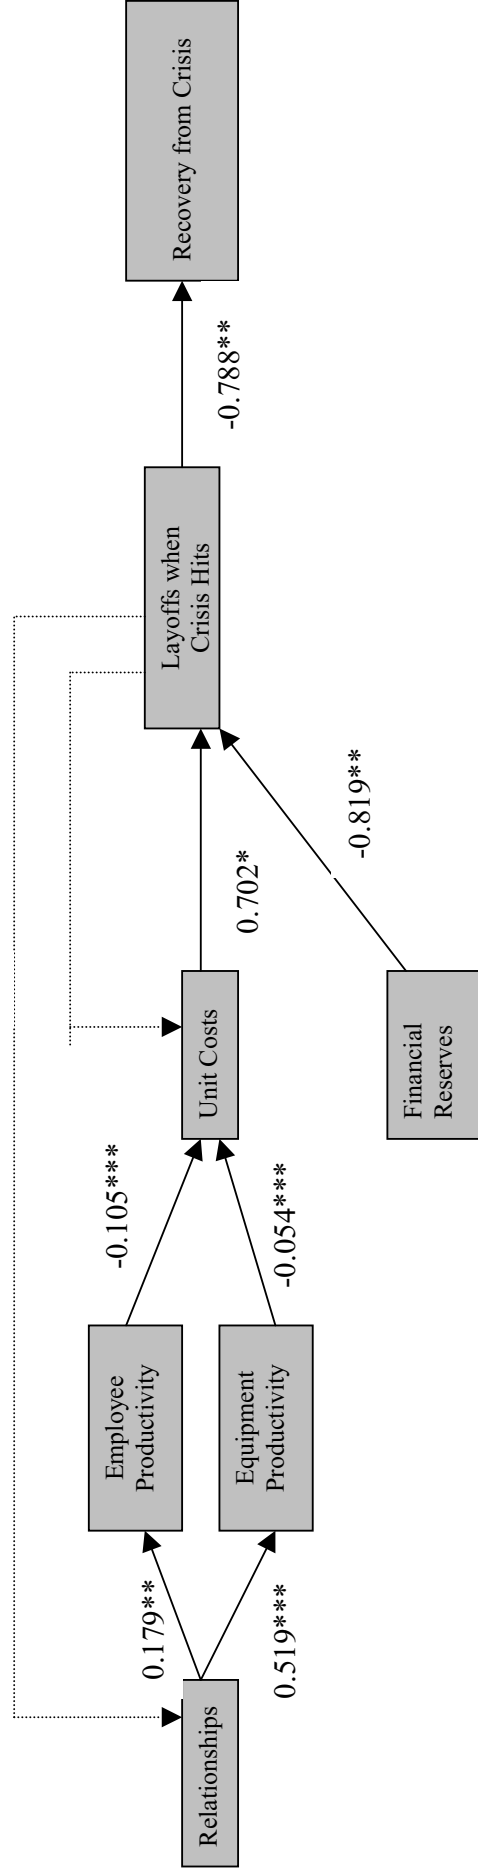 Relationships
0.179**
0.519***
Employee
Productivity
Equipment
Productivity
-0.105***
-0.054***
Unit Costs
Financial
Reserves
0.702*
-0.819**
Layoffs when
Crisis Hits
-0.788**
Recovery from Crisis